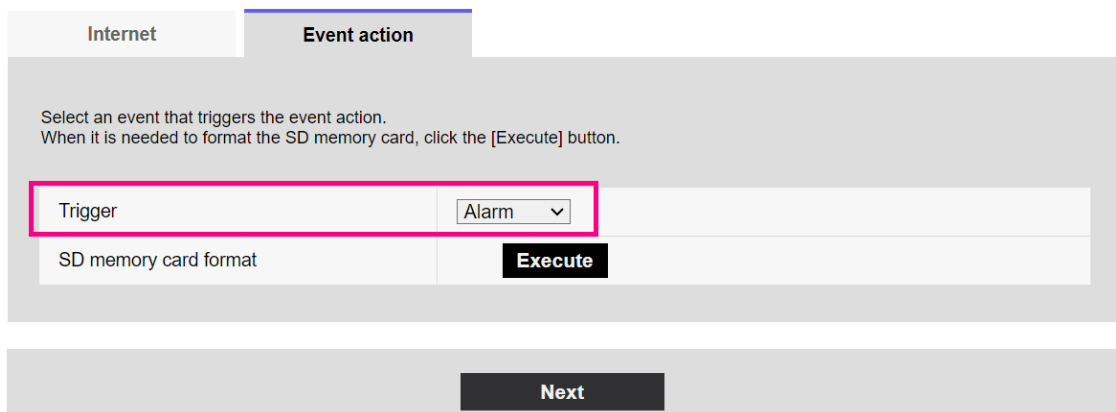 Internet
Event action
Select an event that triggers the event action.
When it is needed to format the SD memory card, click the [Execute] button.
Trigger
Alarm
SD memory card format
Execute
Next